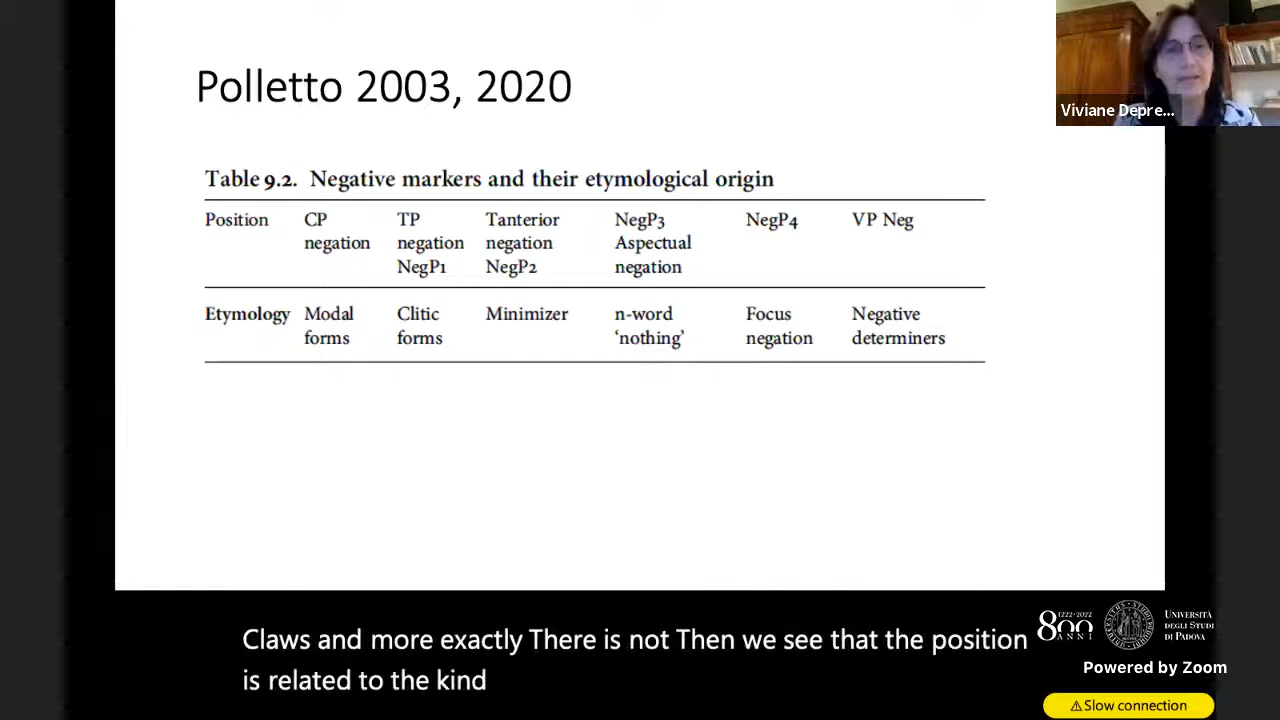 Polletto 2003, 2020
Viviane Depre...
Table 9.2. Negative markers and their etymological origin
Position CP TP Tanterior NegP3 NegP4 VP Neg
negation negation negation Aspectual
NegP1 NegP2 negation
Etymology Modal Clitic Minimizer n-word Focus Negative
forms forms ‘nothing’ negation determiners
Claws and more exactly There is not Then we see that the position
is related to the kind
1222·2022
800
ANNI
UNIVERSITÀ
DEGLI STUDI
DI PADOVA
Powered by Zoom
⚠Slow connection